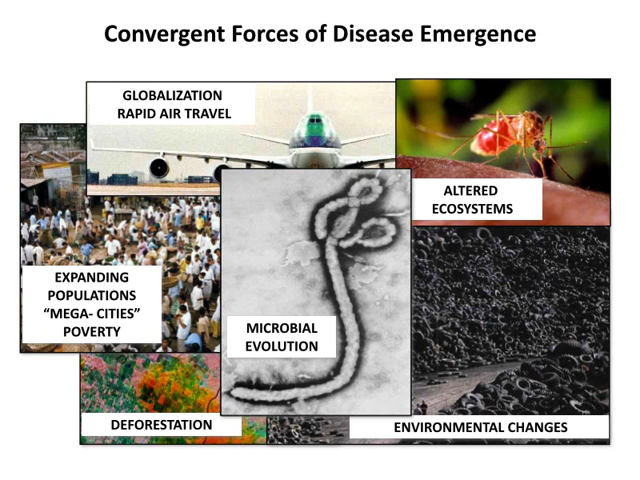 Convergent Forces of Disease Emergence
GLOBALIZATION
RAPID AIR TRAVEL
ALTERED
ECOSYSTEMS
EXPANDING
POPULATIONS
“MEGA- CITIES”
POVERTY
MICROBIAL
EVOLUTION
DEFORESTATION
ENVIRONMENTAL CHANGES